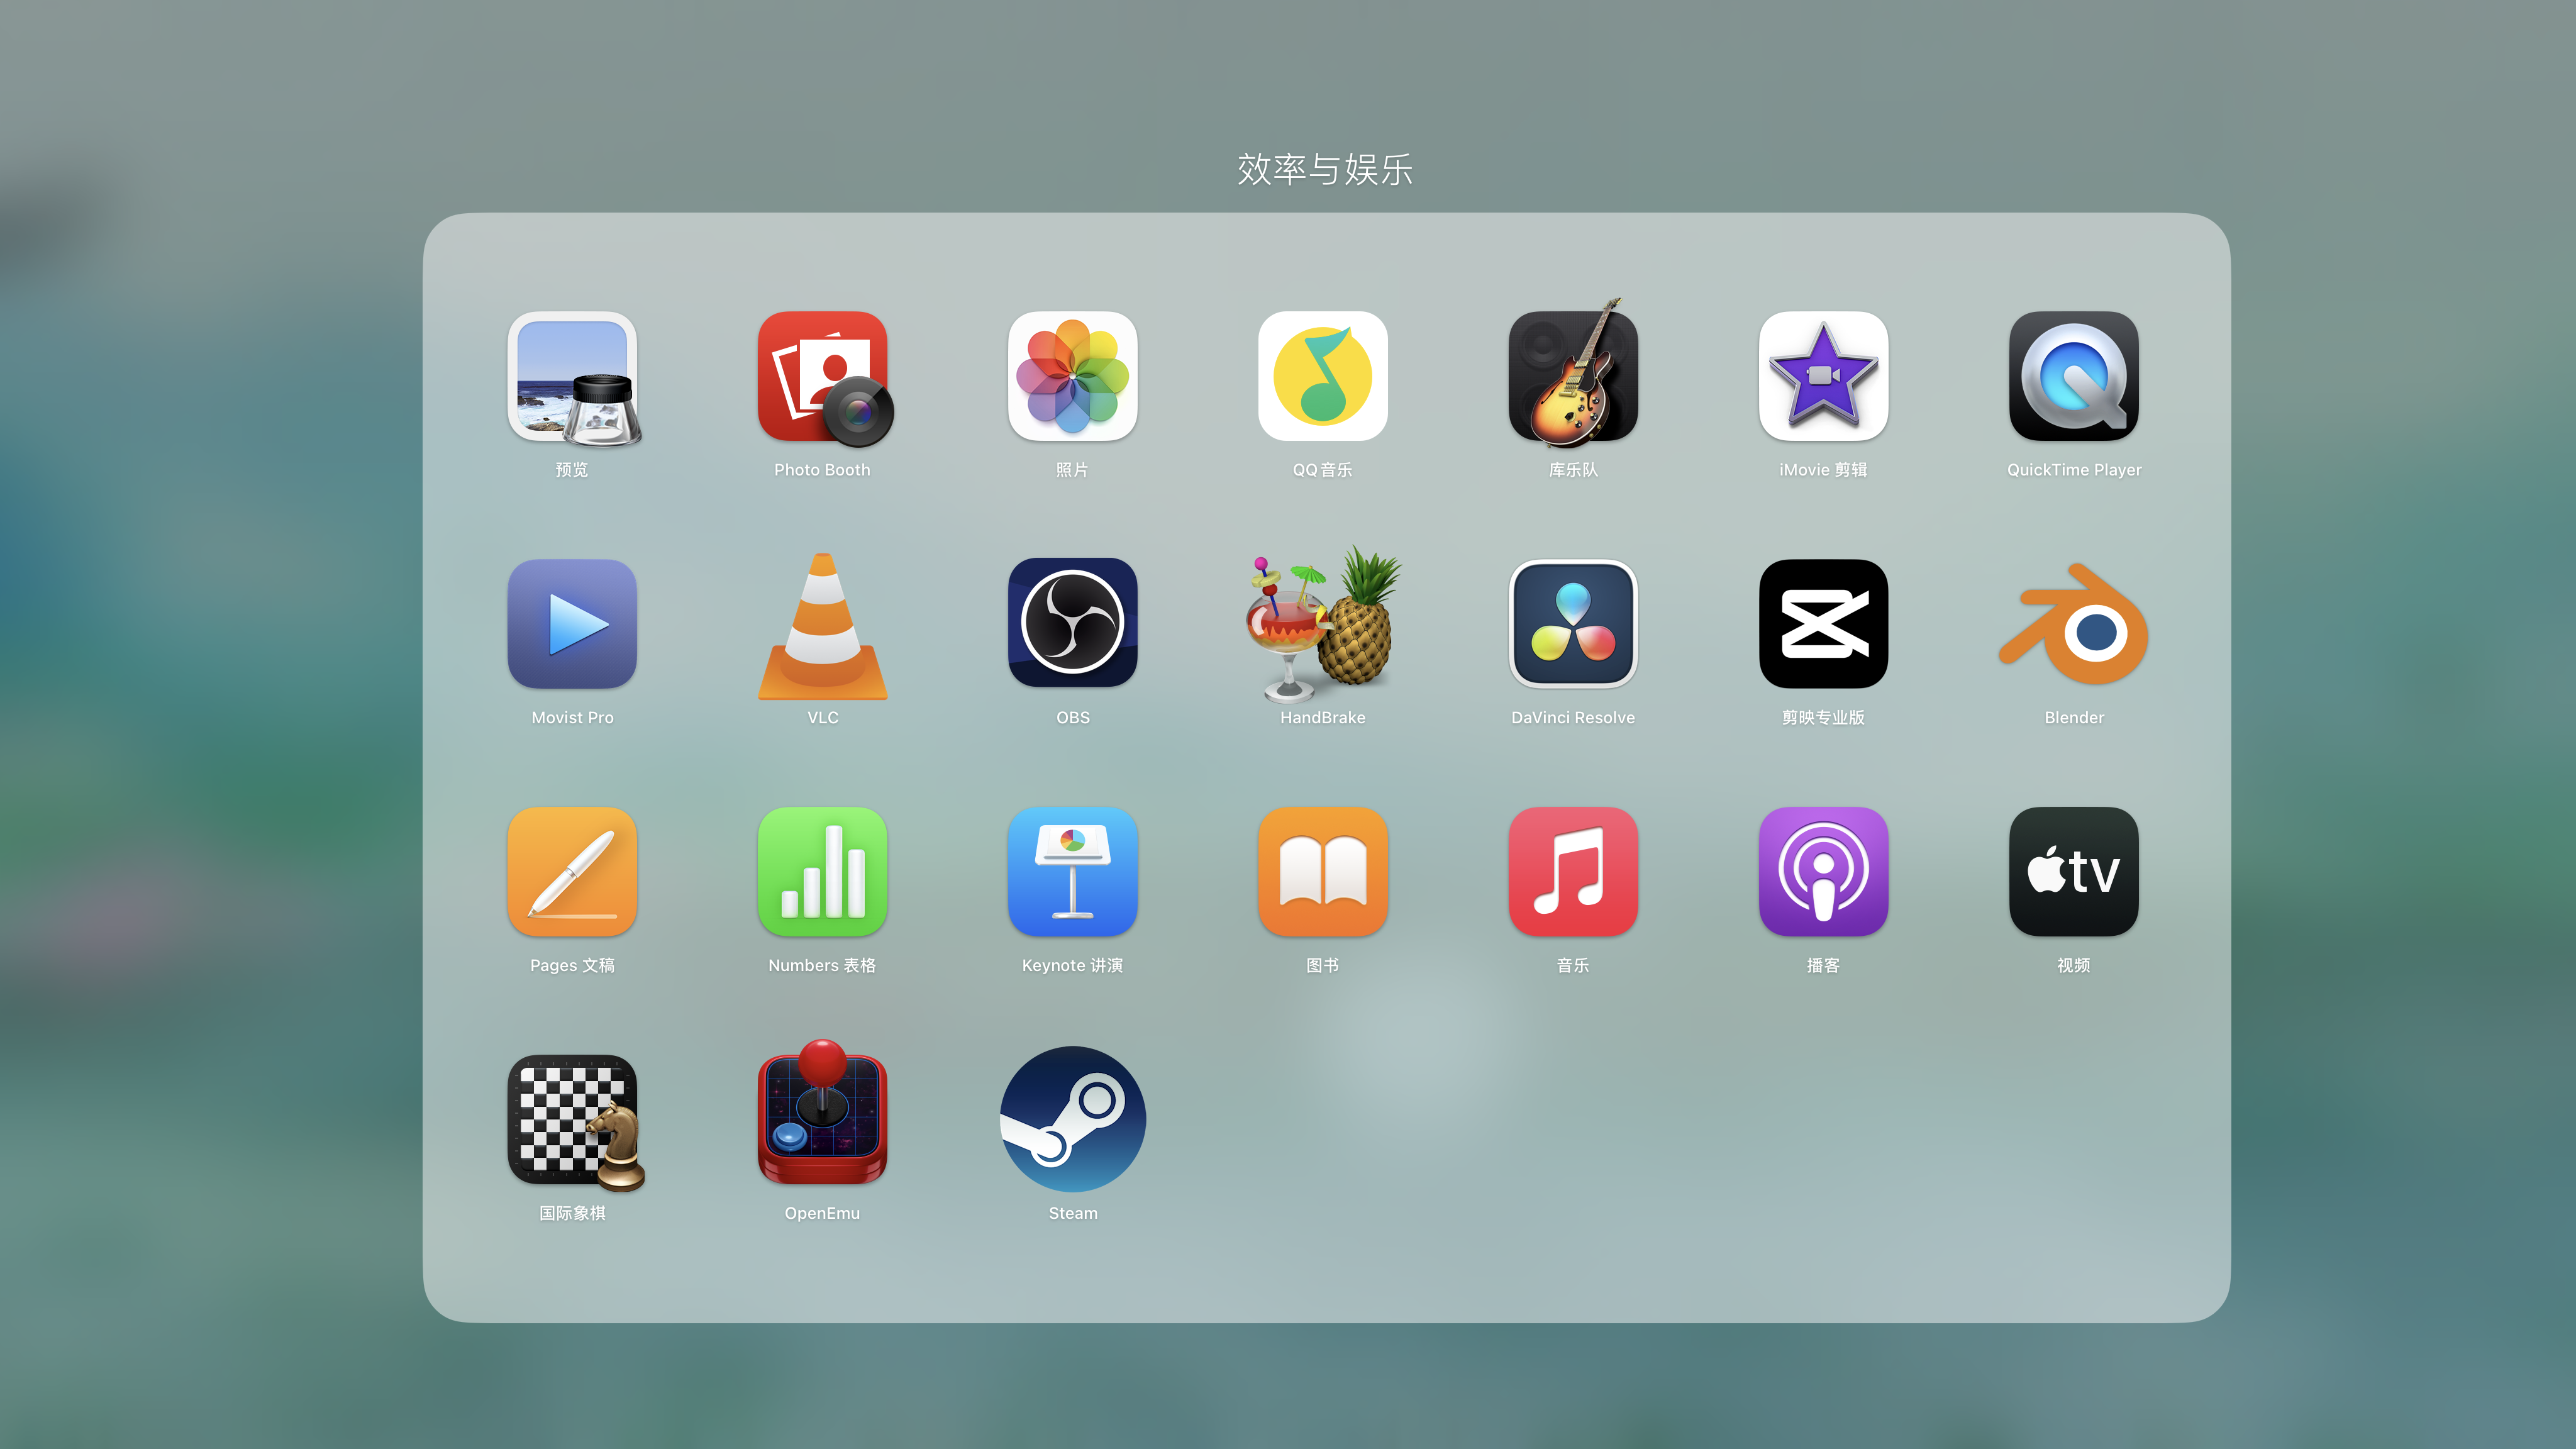 效率与娱乐
预览
Photo Booth
照片
QQ音乐
库乐队
iMovie 剪辑
QuickTime Player
Movist Pro
VLC
OBS
HandBrake
DaVinci Resolve
剪映专业版
Blender
tv
Pages 文稿
Numbers 表格
Keynote 讲演
图书
音乐
播客
视频
国际象棋
OpenEmu
Steam